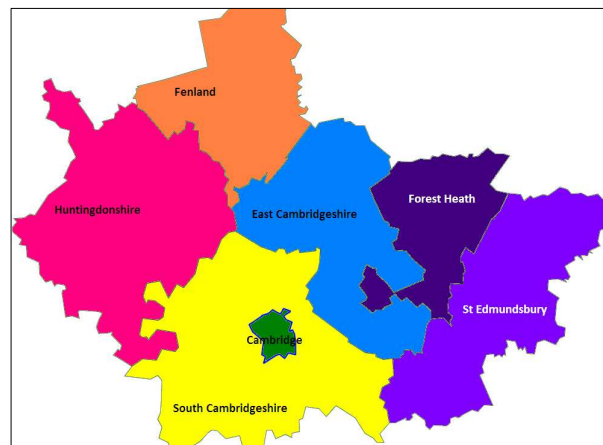 Fenland
Huntingdonshire
East Cambridgeshire
Forest Heath
St Edmundsbury
Cambridge
South Cambridgeshire